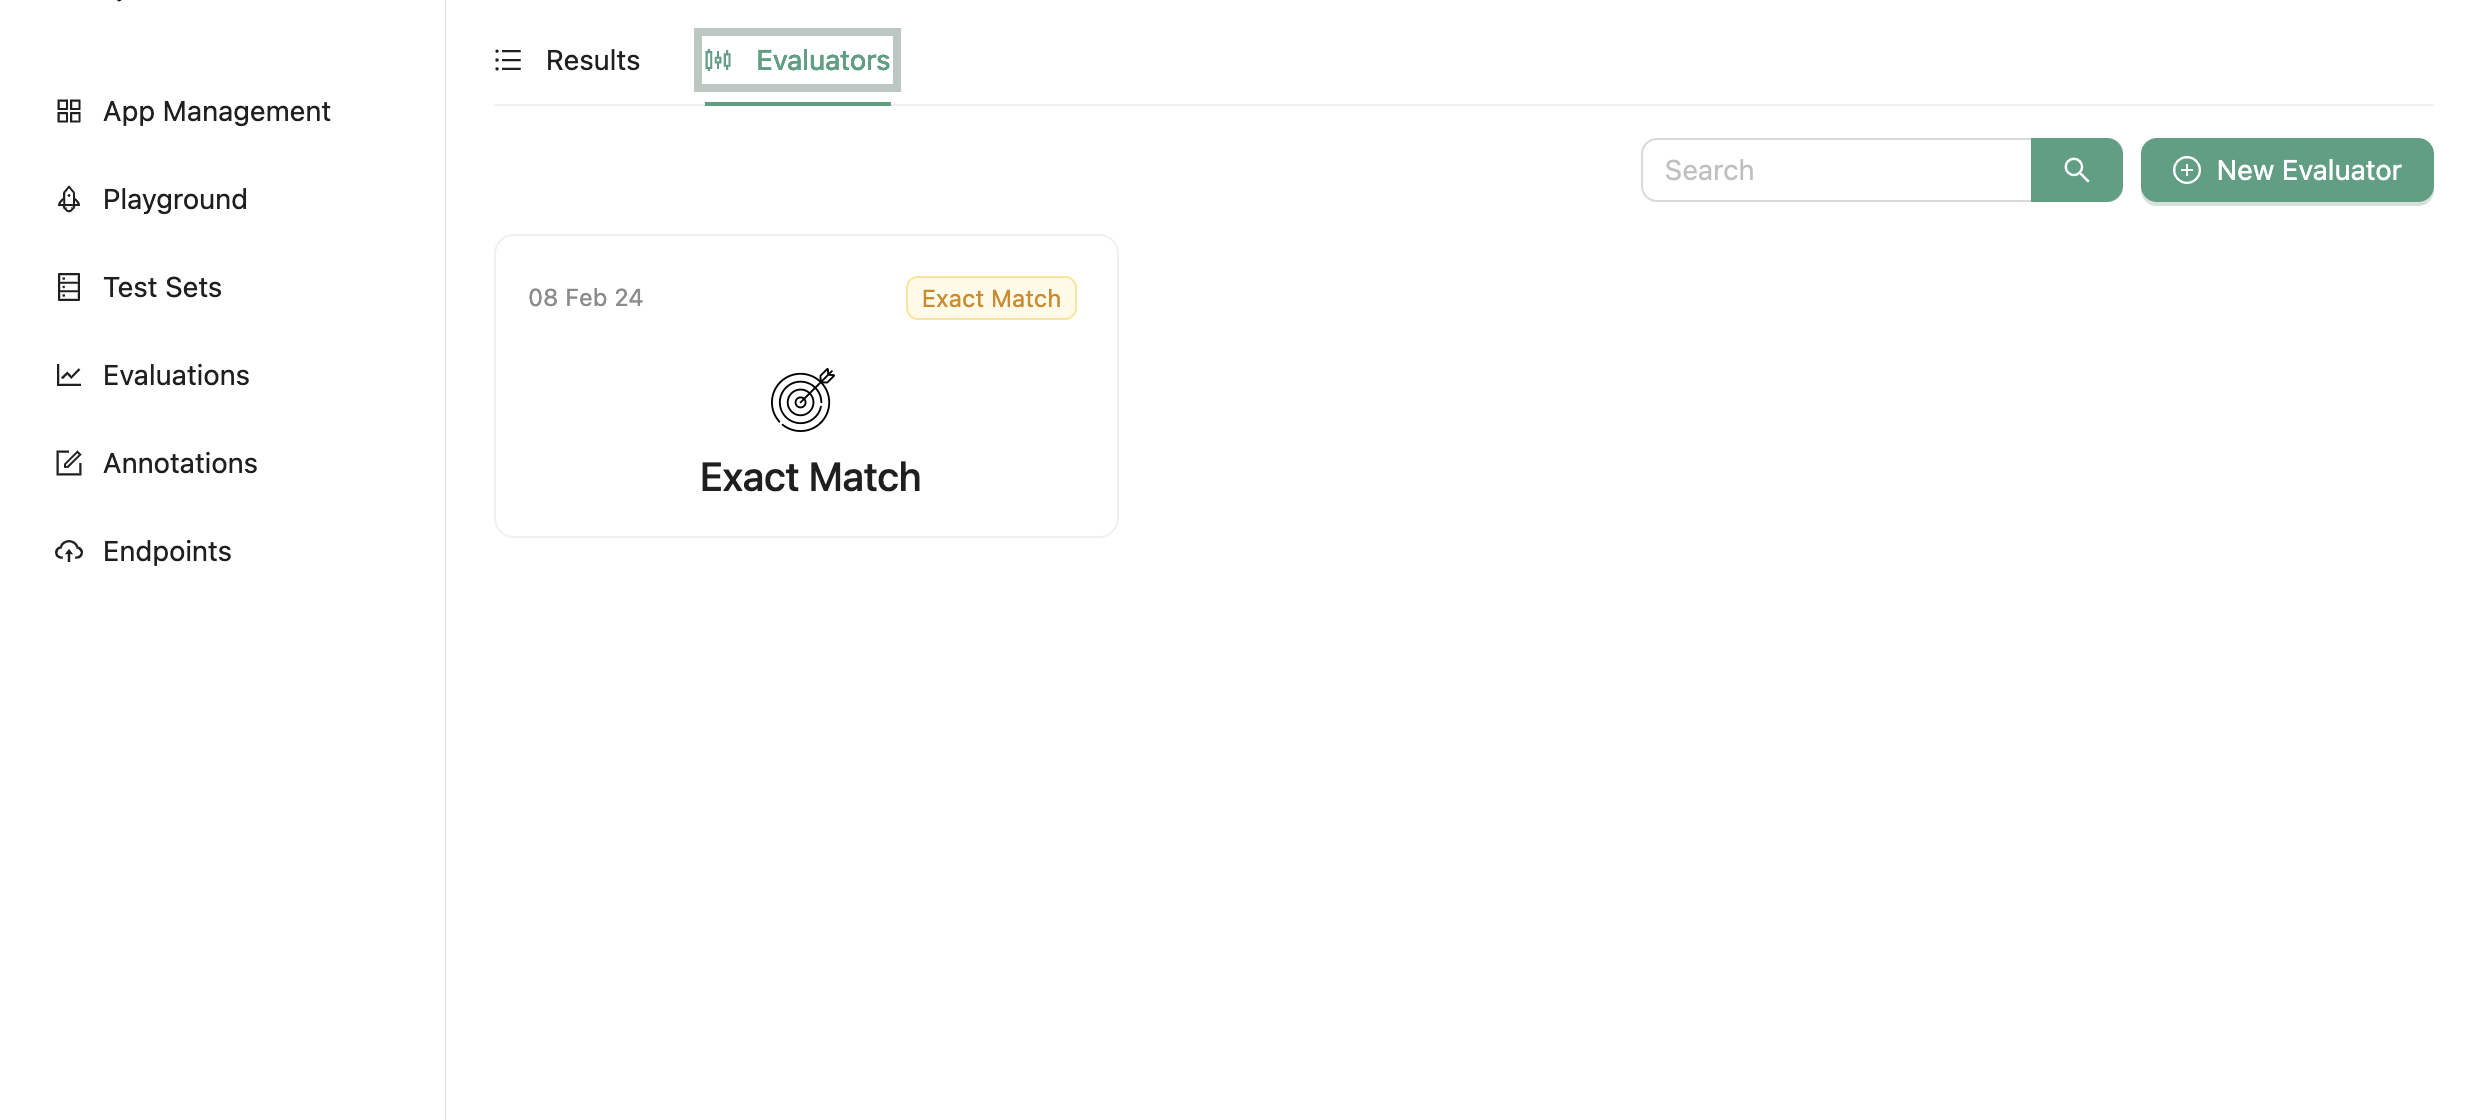 App Management
Playground
Test Sets
Evaluations
Annotations
Endpoints
Results
Evaluators
Search
New Evaluator
08 Feb 24
Exact Match
Exact Match